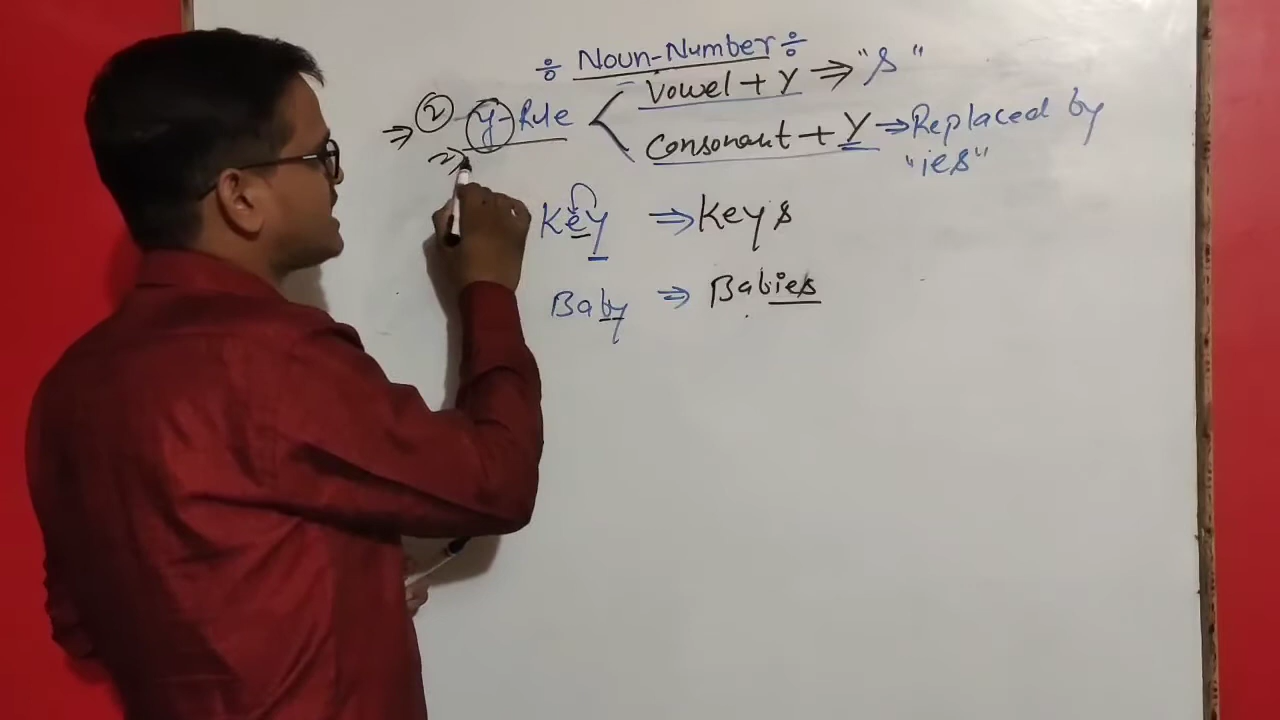 ÷ Noun-Number ÷
⇒ ② y-Rule < Vowel + Y ⇒ "s"
Consonant + Y ⇒ Replaced by
"ies"
⇒
Key ⇒ Keys
Baby ⇒ Babies